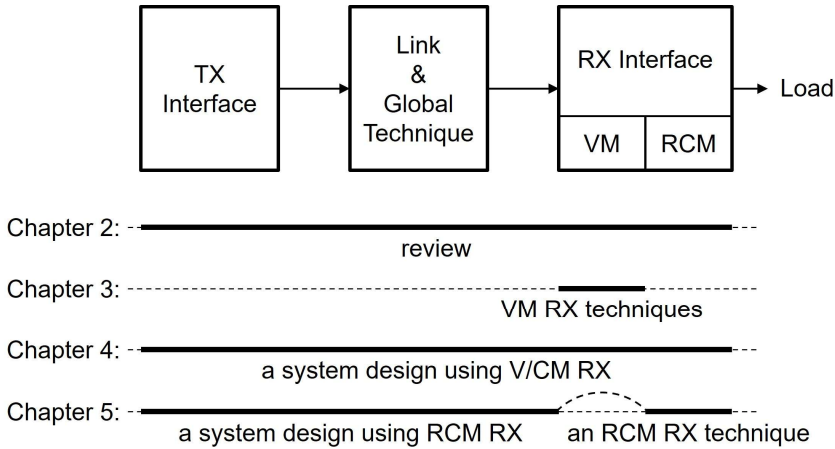 TX
Interface
Link
&
Global
Technique
RX Interface
VM
RCM
Load
Chapter 2:
review
Chapter 3:
VM RX techniques
Chapter 4:
a system design using V/CM RX
Chapter 5:
a system design using RCM RX
an RCM RX technique